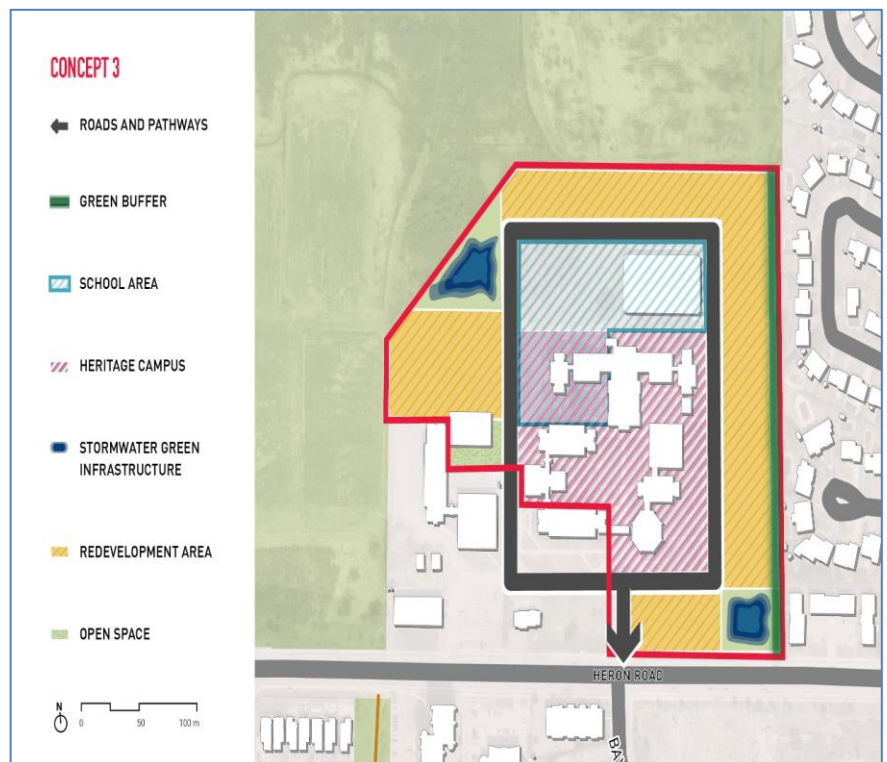 CONCEPT 3
ROADS AND PATHWAYS
GREEN BUFFER
SCHOOL AREA
HERITAGE CAMPUS
STORMWATER GREEN
INFRASTRUCTURE
REDEVELOPMENT AREA
OPEN SPACE
N
0 50 100 m
HERON ROAD
BAY